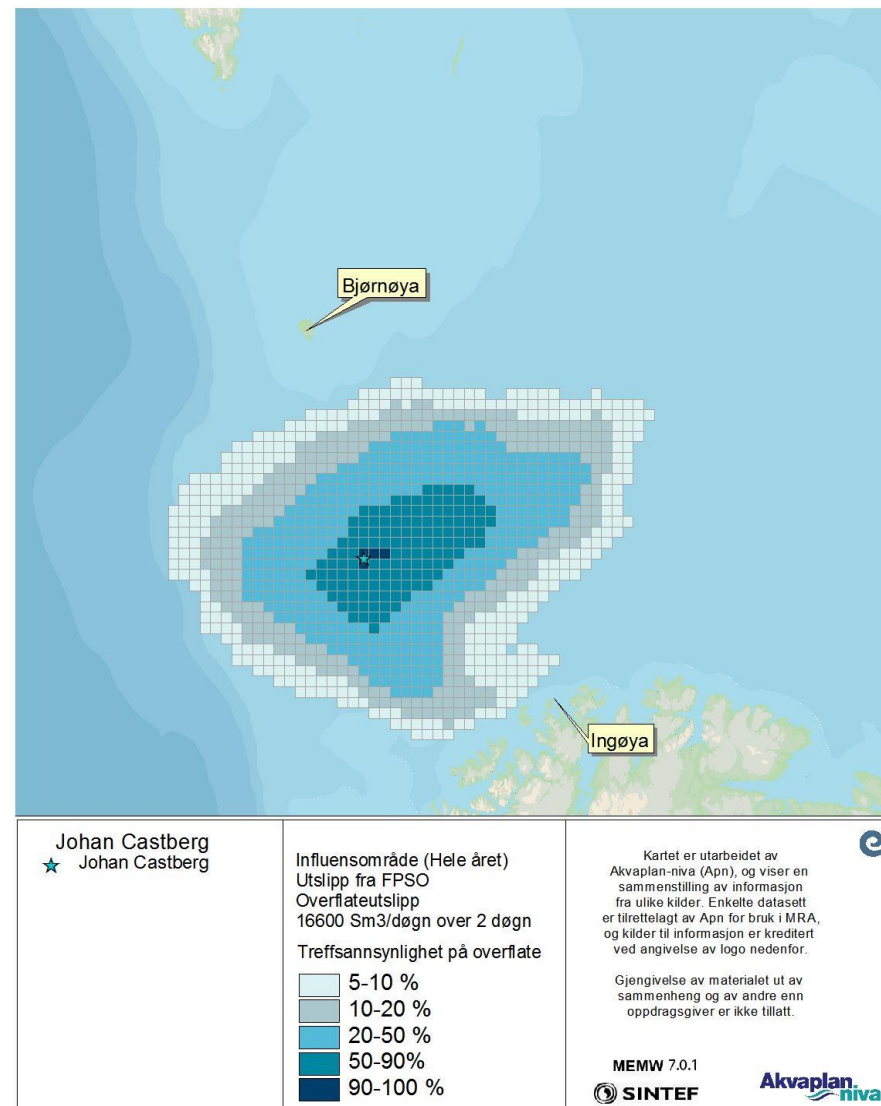 Bjørnøya
Ingøya
Johan Castberg
Johan Castberg
Influensområde (Hele året)
Utslipp fra FPSO
Overflateutslipp
16600 Sm3/døgn over 2 døgn
Treffsannsynlighet på overflate
5-10 %
10-20 %
20-50 %
50-90%
90-100 %
Kartet er utarbeidet av
Akvaplan-niva (Apn), og viser en
sammenstilling av informasjon
fra ulike kilder. Enkelte datasett
er tilrettelagt av Apn for bruk i MRA,
og kilder til informasjon er kreditert
ved angivelse av logo nedenfor.
Gjengivelse av materialet ut av
sammenheng og av andre enn
oppdragsgiver er ikke tillatt.
MEMW 7.0.1
SINTEF
Akvaplan
niva